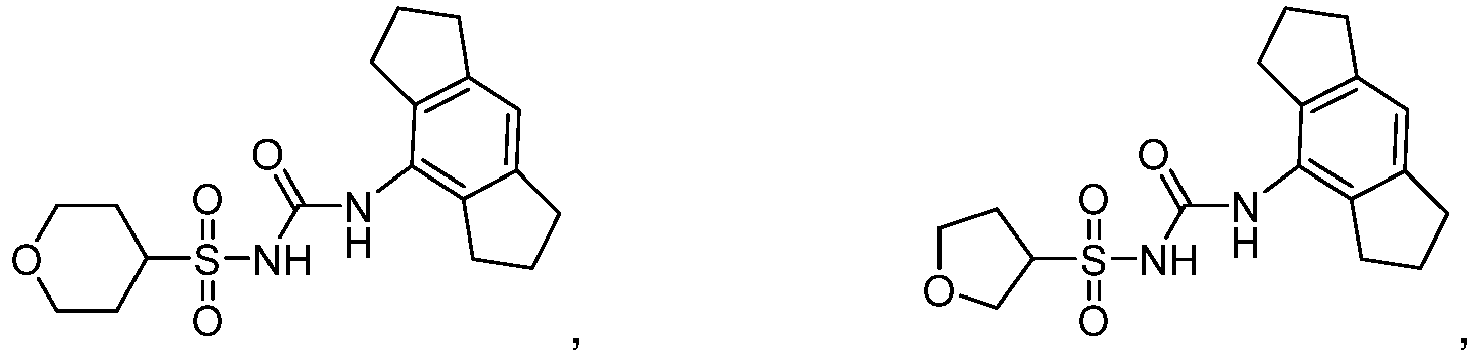 O O
O O N H
O S NH O S NH
O O
N H
O O
, ,